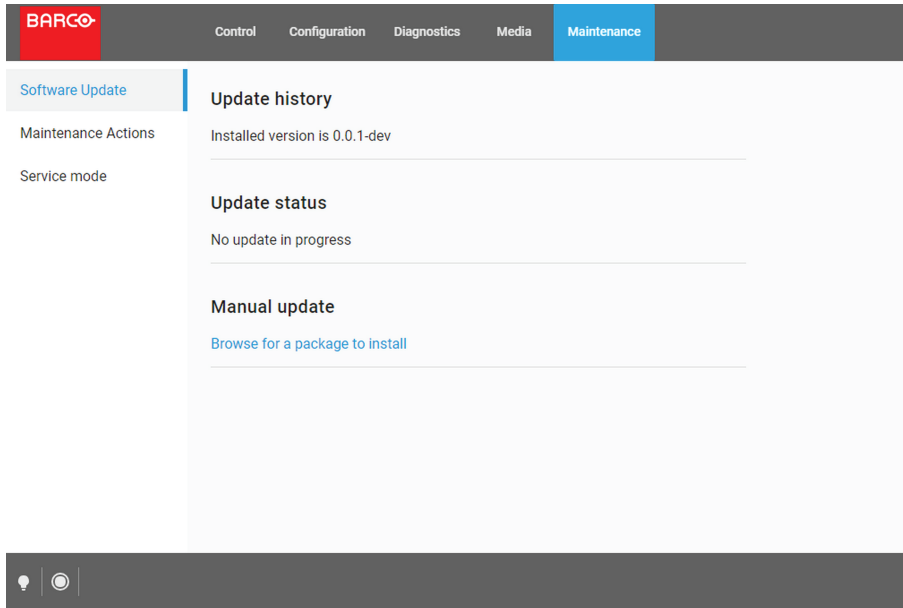 BARCO
Control Configuration Diagnostics Media Maintenance
Software Update
Maintenance Actions
Service mode
Update history
Installed version is 0.0.1-dev
Update status
No update in progress
Manual update
Browse for a package to install